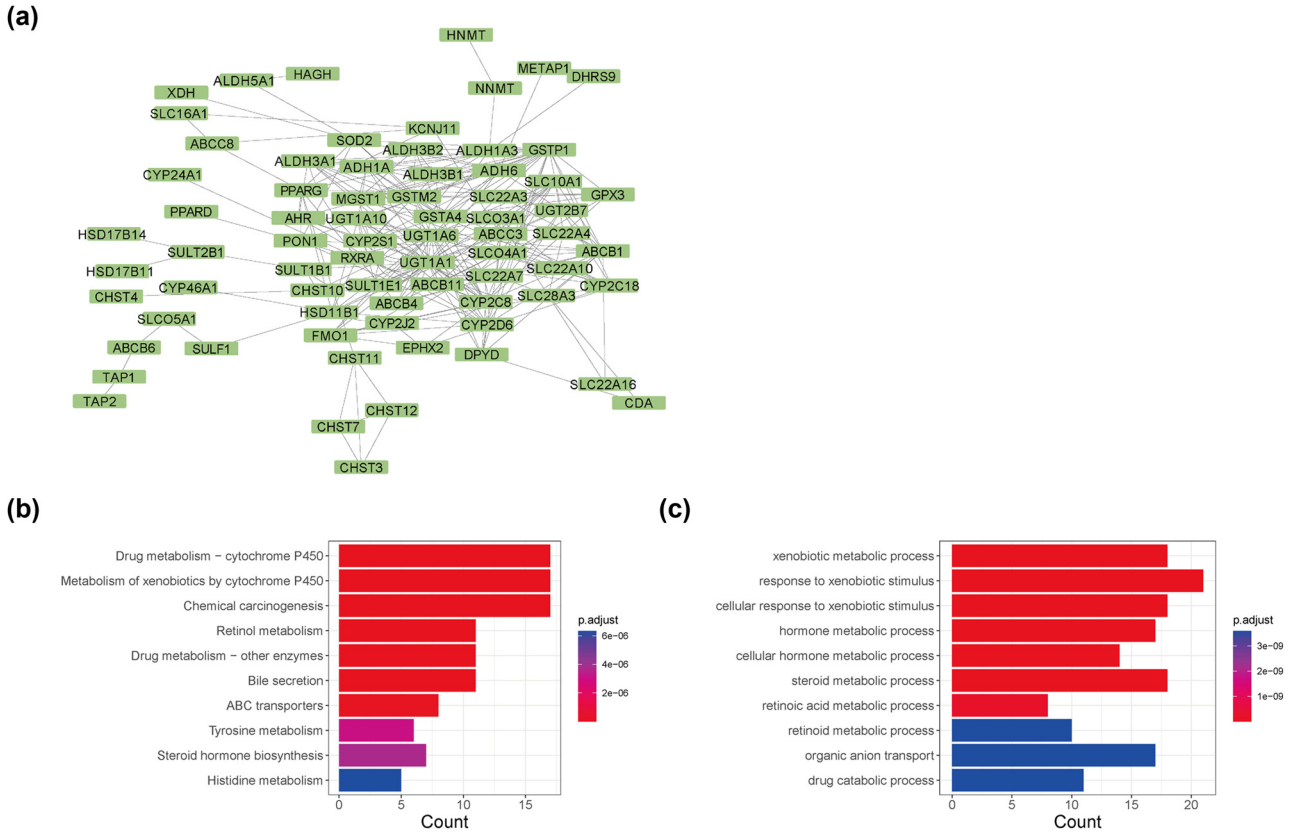 (a)
HNMT
METAP1
DHRS9
HAGH
ALDH5A1
XDH
NNMT
SLC16A1
KCNJ11
ABCC8
SOD2
ALDH3B2
ALDH1A3
GSTP1
ALDH3A1
ADH1A
ADH6
CYP24A1
ALDH3B1
SLC10A1
PPARG
MGST1
GSTM2
SLC22A3
GPX3
PPARD
AHR
UGT1A10
GSTA4
SLCO3A1
UGT2B7
HSD17B14
PON1
CYP2S1
UGT1A6
ABCC3
SLC22A4
SULT2B1
RXRA
UGT1A1
SLCO4A1
ABCB1
HSD17B11
SULT1B1
SLC22A7
SLC22A10
CYP46A1
CHST10
SULT1E1
ABCB11
CYP2C18
CHST4
ABCB4
CYP2C8
SLC28A3
SLCO5A1
HSD11B1
CYP2J2
CYP2D6
ABCB6
SULF1
FMO1
EPHX2
DPYD
CHST11
TAP1
SLC22A16
TAP2
CDA
CHST12
CHST7
CHST3
(b)
Drug metabolism − cytochrome P450
Metabolism of xenobiotics by cytochrome P450
Chemical carcinogenesis
Retinol metabolism
Drug metabolism − other enzymes
Bile secretion
ABC transporters
Tyrosine metabolism
Steroid hormone biosynthesis
Histidine metabolism
0 5 10 15
Count
p.adjust
6e−06
4e−06
2e−06
(c)
xenobiotic metabolic process
response to xenobiotic stimulus
cellular response to xenobiotic stimulus
hormone metabolic process
cellular hormone metabolic process
steroid metabolic process
retinoic acid metabolic process
retinoid metabolic process
organic anion transport
drug catabolic process
0 5 10 15 20
Count
p.adjust
3e−09
2e−09
1e−09